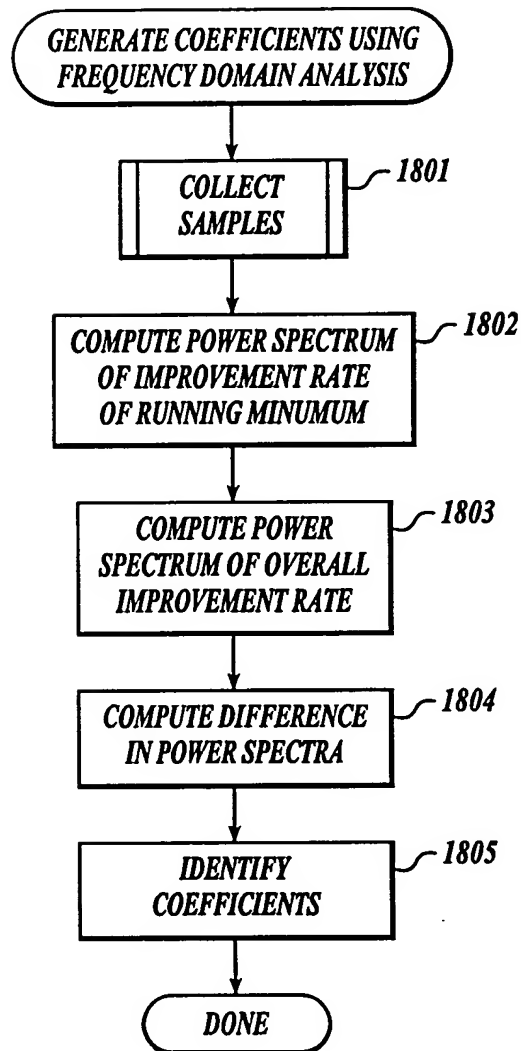 GENERATE COEFFICIENTS USING
FREQUENCY DOMAIN ANALYSIS
COLLECT
SAMPLES
1801
COMPUTE POWER SPECTRUM
OF IMPROVEMENT RATE
OF RUNNING MINUMUM
1802
COMPUTE POWER
SPECTRUM OF OVERALL
IMPROVEMENT RATE
1803
COMPUTE DIFFERENCE
IN POWER SPECTRA
1804
IDENTIFY
COEFFICIENTS
1805
DONE